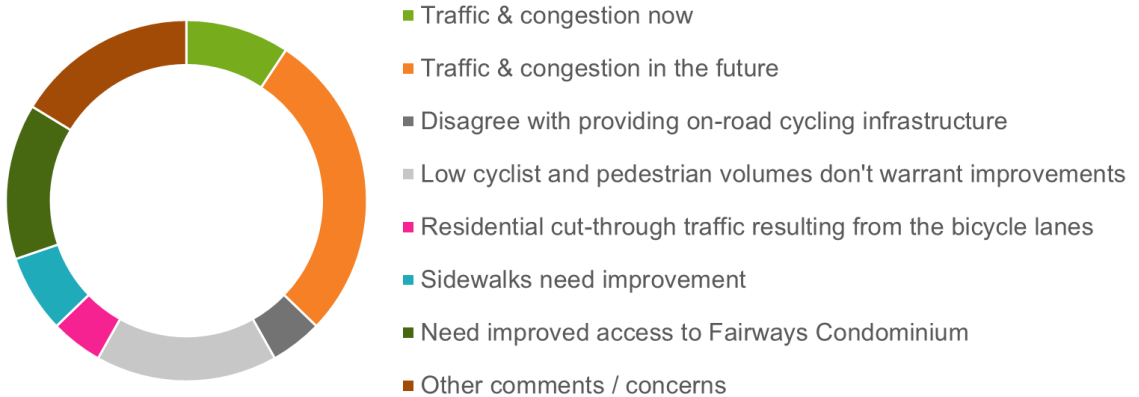 Traffic & congestion now
Traffic & congestion in the future
Disagree with providing on-road cycling infrastructure
Low cyclist and pedestrian volumes don't warrant improvements
Residential cut-through traffic resulting from the bicycle lanes
Sidewalks need improvement
Need improved access to Fairways Condominium
Other comments / concerns